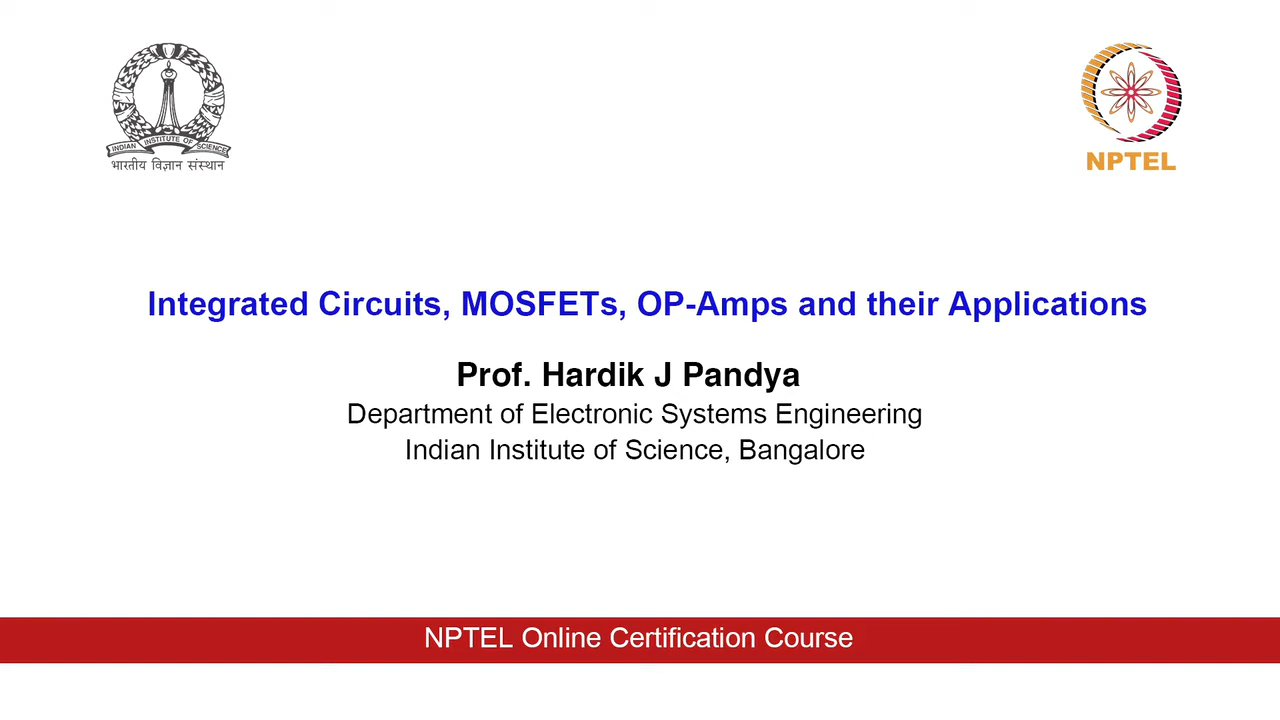 INDIAN INSTITUTE OF SCIENCE
भारतीय विज्ञान संस्थान
NPTEL
Integrated Circuits, MOSFETs, OP-Amps and their Applications
Prof. Hardik J Pandya
Department of Electronic Systems Engineering
Indian Institute of Science, Bangalore
NPTEL Online Certification Course